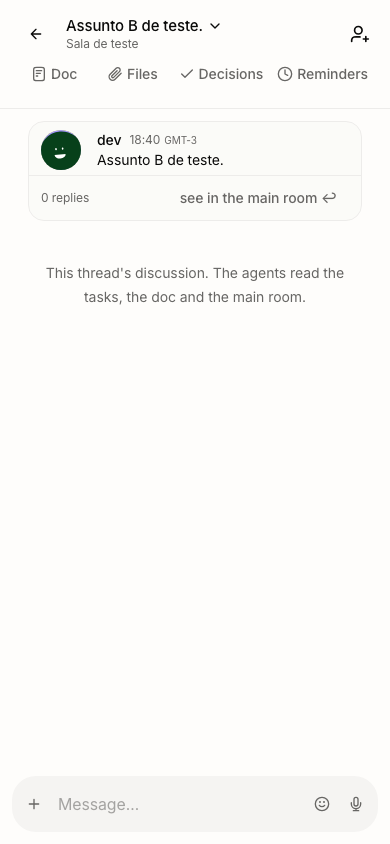 Assunto B de teste.
Sala de teste
Doc Files Decisions Reminders
dev 18:40 GMT-3
Assunto B de teste.
0 replies see in the main room
This thread's discussion. The agents read the
tasks, the doc and the main room.
Message...